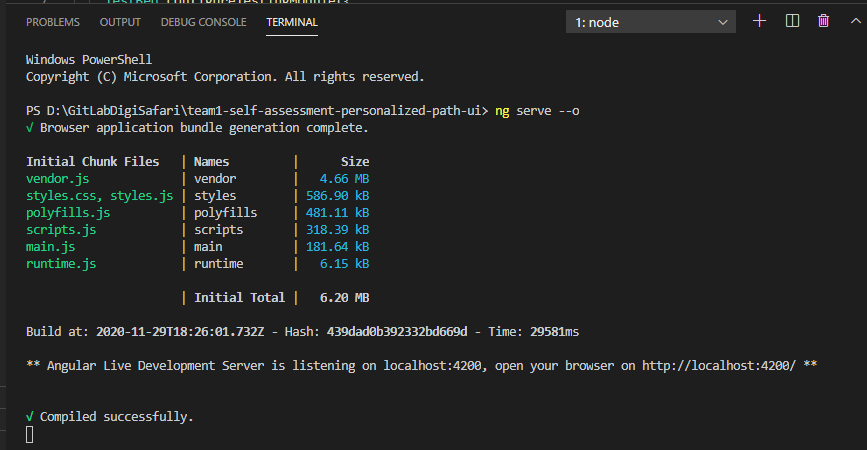 PROBLEMS OUTPUT DEBUG CONSOLE TERMINAL 1: node
Windows PowerShell
Copyright (C) Microsoft Corporation. All rights reserved.
PS D:\GitLabDigiSafari\team1-self-assessment-personalized-path-ui> ng serve --o
√ Browser application bundle generation complete.
Initial Chunk Files | Names | Size
vendor.js | vendor | 4.66 MB
styles.css, styles.js | styles | 586.90 kB
polyfills.js | polyfills | 481.11 kB
scripts.js | scripts | 318.39 kB
main.js | main | 181.64 kB
runtime.js | runtime | 6.15 kB
| Initial Total | 6.20 MB
Build at: 2020-11-29T18:26:01.732Z - Hash: 439dad0b392332bd669d - Time: 29581ms
** Angular Live Development Server is listening on localhost:4200, open your browser on http://localhost:4200/ **
√ Compiled successfully.